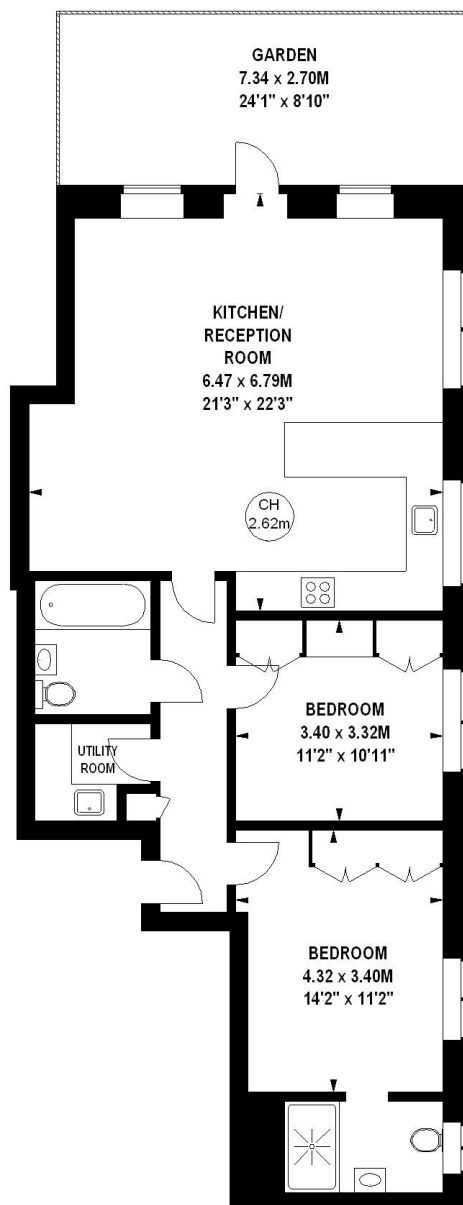 GARDEN
7.34 x 2.70M
24'1" x 8'10"
KITCHEN/
RECEPTION
ROOM
6.47 x 6.79M
21'3" x 22'3"
CH
2.62m
BEDROOM
3.40 x 3.32M
11'2" x 10'11"
UTILITY
ROOM
BEDROOM
4.32 x 3.40M
14'2" x 11'2"